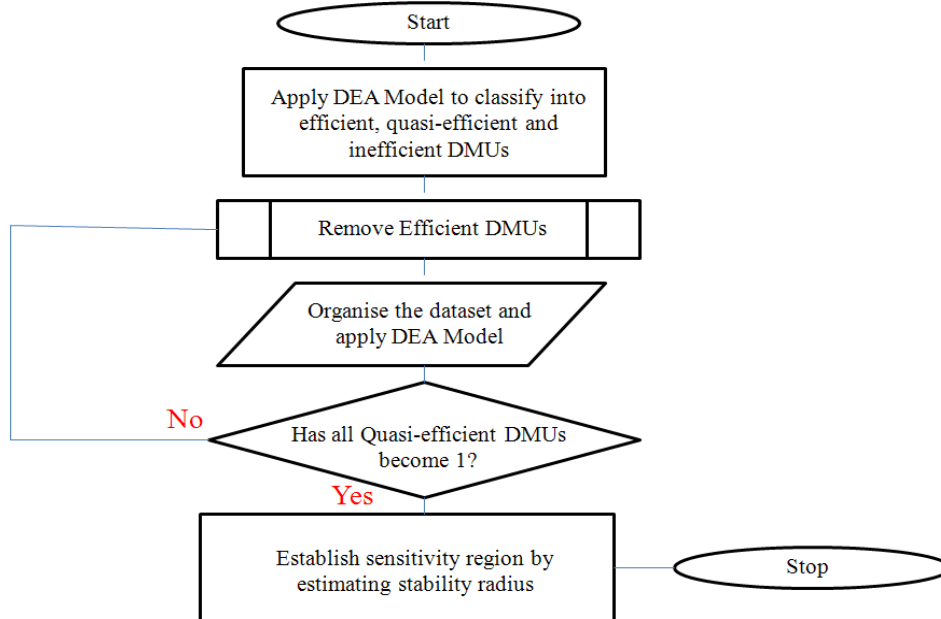 Start
Apply DEA Model to classify into
efficient, quasi-efficient and
inefficient DMUs
Remove Efficient DMUs
Organise the dataset and
apply DEA Model
No
Has all Quasi-efficient DMUs
become 1?
Yes
Establish sensitivity region by
estimating stability radius
Stop